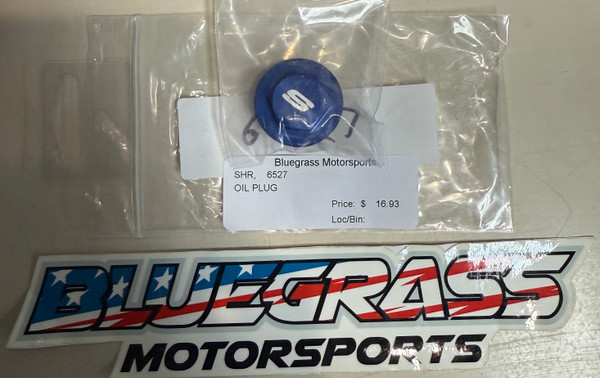 S
Bluegrass Motorsports
SHR, 6527
OIL PLUG
Price: $ 16.93
Loc/Bin:
BLUEGRASS
MOTORSPORTS